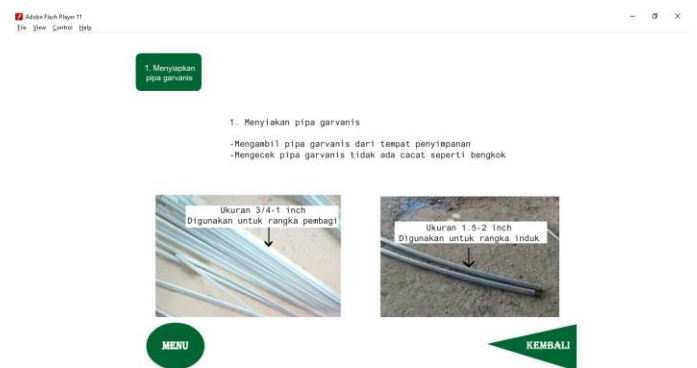 Adobe Flash Player 11
File View Control Help
1. Menyiapkan
pipa garvanis
1. Menyiakan pipa garvanis
-Mengambil pipa garvanis dari tempat penyimpanan
-Mengecek pipa garvanis tidak ada cacat seperti bengkok
Ukuran 3/4-1 inch
Digunakan untuk rangka pembagi
Ukuran 1.5-2 inch
Digunakan untuk rangka induk
MENU
KEMBALI